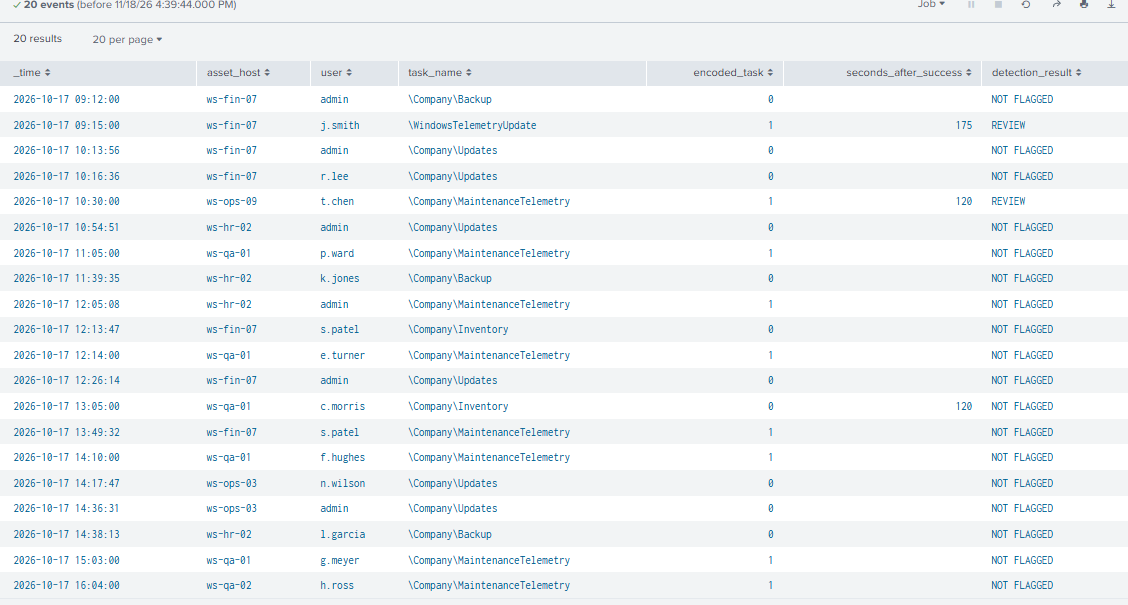 20 events (before 11/18/26 4:39:44.000 PM) Job
20 results 20 per page
_time asset_host user task_name encoded_task seconds_after_success detection_result
2026-10-17 09:12:00 ws-fin-07 admin \Company\Backup 0 NOT FLAGGED
2026-10-17 09:15:00 ws-fin-07 j.smith \WindowsTelemetryUpdate 1 175 REVIEW
2026-10-17 10:13:56 ws-fin-07 admin \Company\Updates 0 NOT FLAGGED
2026-10-17 10:16:36 ws-fin-07 r.lee \Company\Updates 0 NOT FLAGGED
2026-10-17 10:30:00 ws-ops-09 t.chen \Company\MaintenanceTelemetry 1 120 REVIEW
2026-10-17 10:54:51 ws-hr-02 admin \Company\Updates 0 NOT FLAGGED
2026-10-17 11:05:00 ws-qa-01 p.ward \Company\MaintenanceTelemetry 1 NOT FLAGGED
2026-10-17 11:39:35 ws-hr-02 k.jones \Company\Backup 0 NOT FLAGGED
2026-10-17 12:05:08 ws-hr-02 admin \Company\MaintenanceTelemetry 1 NOT FLAGGED
2026-10-17 12:13:47 ws-fin-07 s.patel \Company\Inventory 0 NOT FLAGGED
2026-10-17 12:14:00 ws-qa-01 e.turner \Company\MaintenanceTelemetry 1 NOT FLAGGED
2026-10-17 12:26:14 ws-fin-07 admin \Company\Updates 0 NOT FLAGGED
2026-10-17 13:05:00 ws-qa-01 c.morris \Company\Inventory 0 120 NOT FLAGGED
2026-10-17 13:49:32 ws-fin-07 s.patel \Company\MaintenanceTelemetry 1 NOT FLAGGED
2026-10-17 14:10:00 ws-qa-01 f.hughes \Company\MaintenanceTelemetry 1 NOT FLAGGED
2026-10-17 14:17:47 ws-ops-03 n.wilson \Company\Updates 0 NOT FLAGGED
2026-10-17 14:36:31 ws-ops-03 admin \Company\Updates 0 NOT FLAGGED
2026-10-17 14:38:13 ws-hr-02 l.garcia \Company\Backup 0 NOT FLAGGED
2026-10-17 15:03:00 ws-qa-01 g.meyer \Company\MaintenanceTelemetry 1 NOT FLAGGED
2026-10-17 16:04:00 ws-qa-02 h.ross \Company\MaintenanceTelemetry 1 NOT FLAGGED